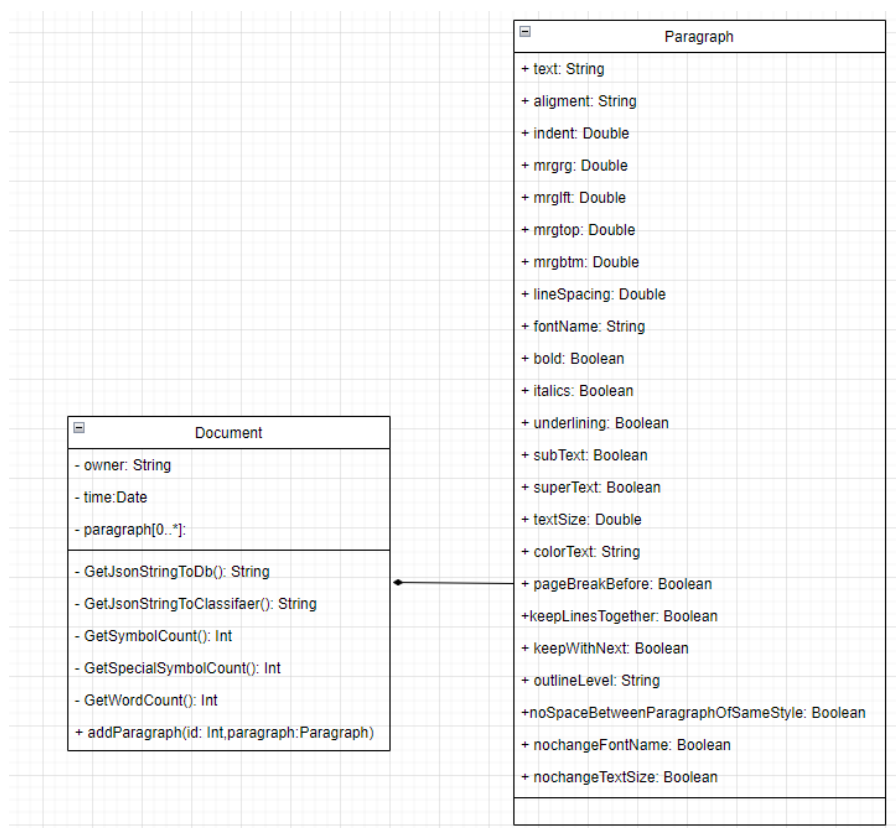 Paragraph
+ text: String
+ aligment: String
+ indent: Double
+ mrgrg: Double
+ mrglft: Double
+ mrgtop: Double
+ mrgbtm: Double
+ lineSpacing: Double
+ fontName: String
+ bold: Boolean
+ italics: Boolean
+ underlining: Boolean
+ subText: Boolean
+ superText: Boolean
+ textSize: Double
+ colorText: String
+ pageBreakBefore: Boolean
+keepLinesTogether: Boolean
+ keepWithNext: Boolean
+ outlineLevel: String
+noSpaceBetweenParagraphOfSameStyle: Boolean
+ nochangeFontName: Boolean
+ nochangeTextSize: Boolean
Document
- owner: String
- time:Date
- paragraph[0..*]:
- GetJsonStringToDb(): String
- GetJsonStringToClassifaer(): String
- GetSymbolCount(): Int
- GetSpecialSymbolCount(): Int
- GetWordCount(): Int
+ addParagraph(id: Int,paragraph:Paragraph)